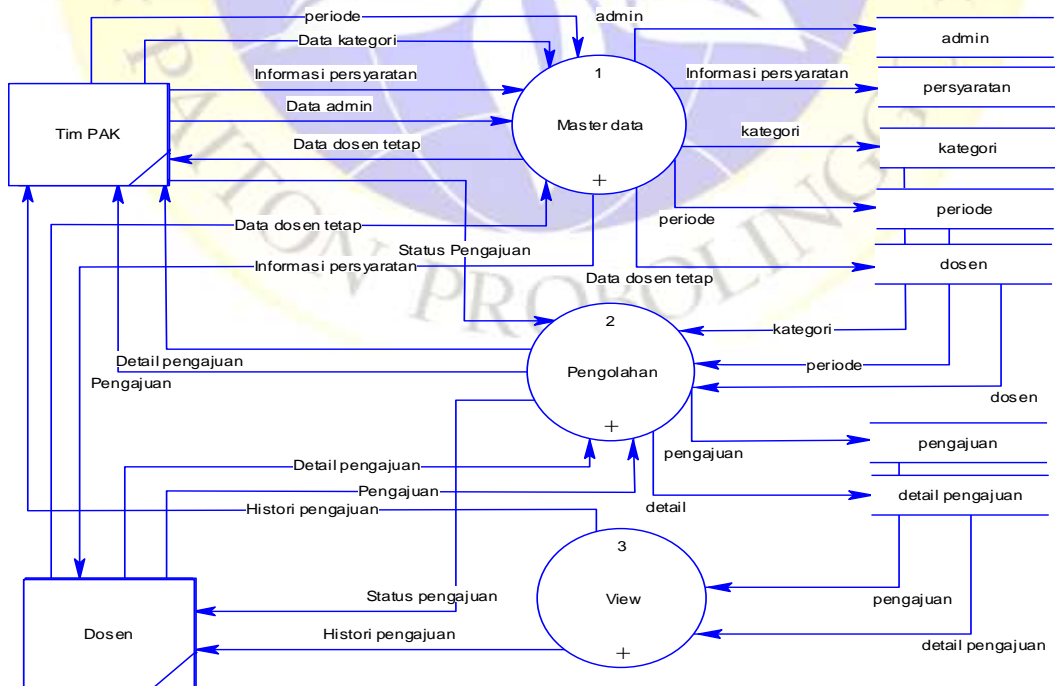 periode
admin
admin
Data kategori
1
Informasi persyaratan
Informasi persyaratan
persyaratan
Data admin
Tim PAK
Master data
kategori
Data dosen tetap
kategori
+
periode
periode
Data dosen tetap
Status Pengajuan
Informasi persyaratan
dosen
Data dosen tetap
2
kategori
Detail pengajuan
periode
Pengolahan
Pengajuan
dosen
+
pengajuan
pengajuan
Detail pengajuan
Pengajuan
detail pengajuan
detail
Histori pengajuan
3
Status pengajuan
View
pengajuan
Dosen
Histori pengajuan
detail pengajuan
+
PAITON PROBOLINGGO